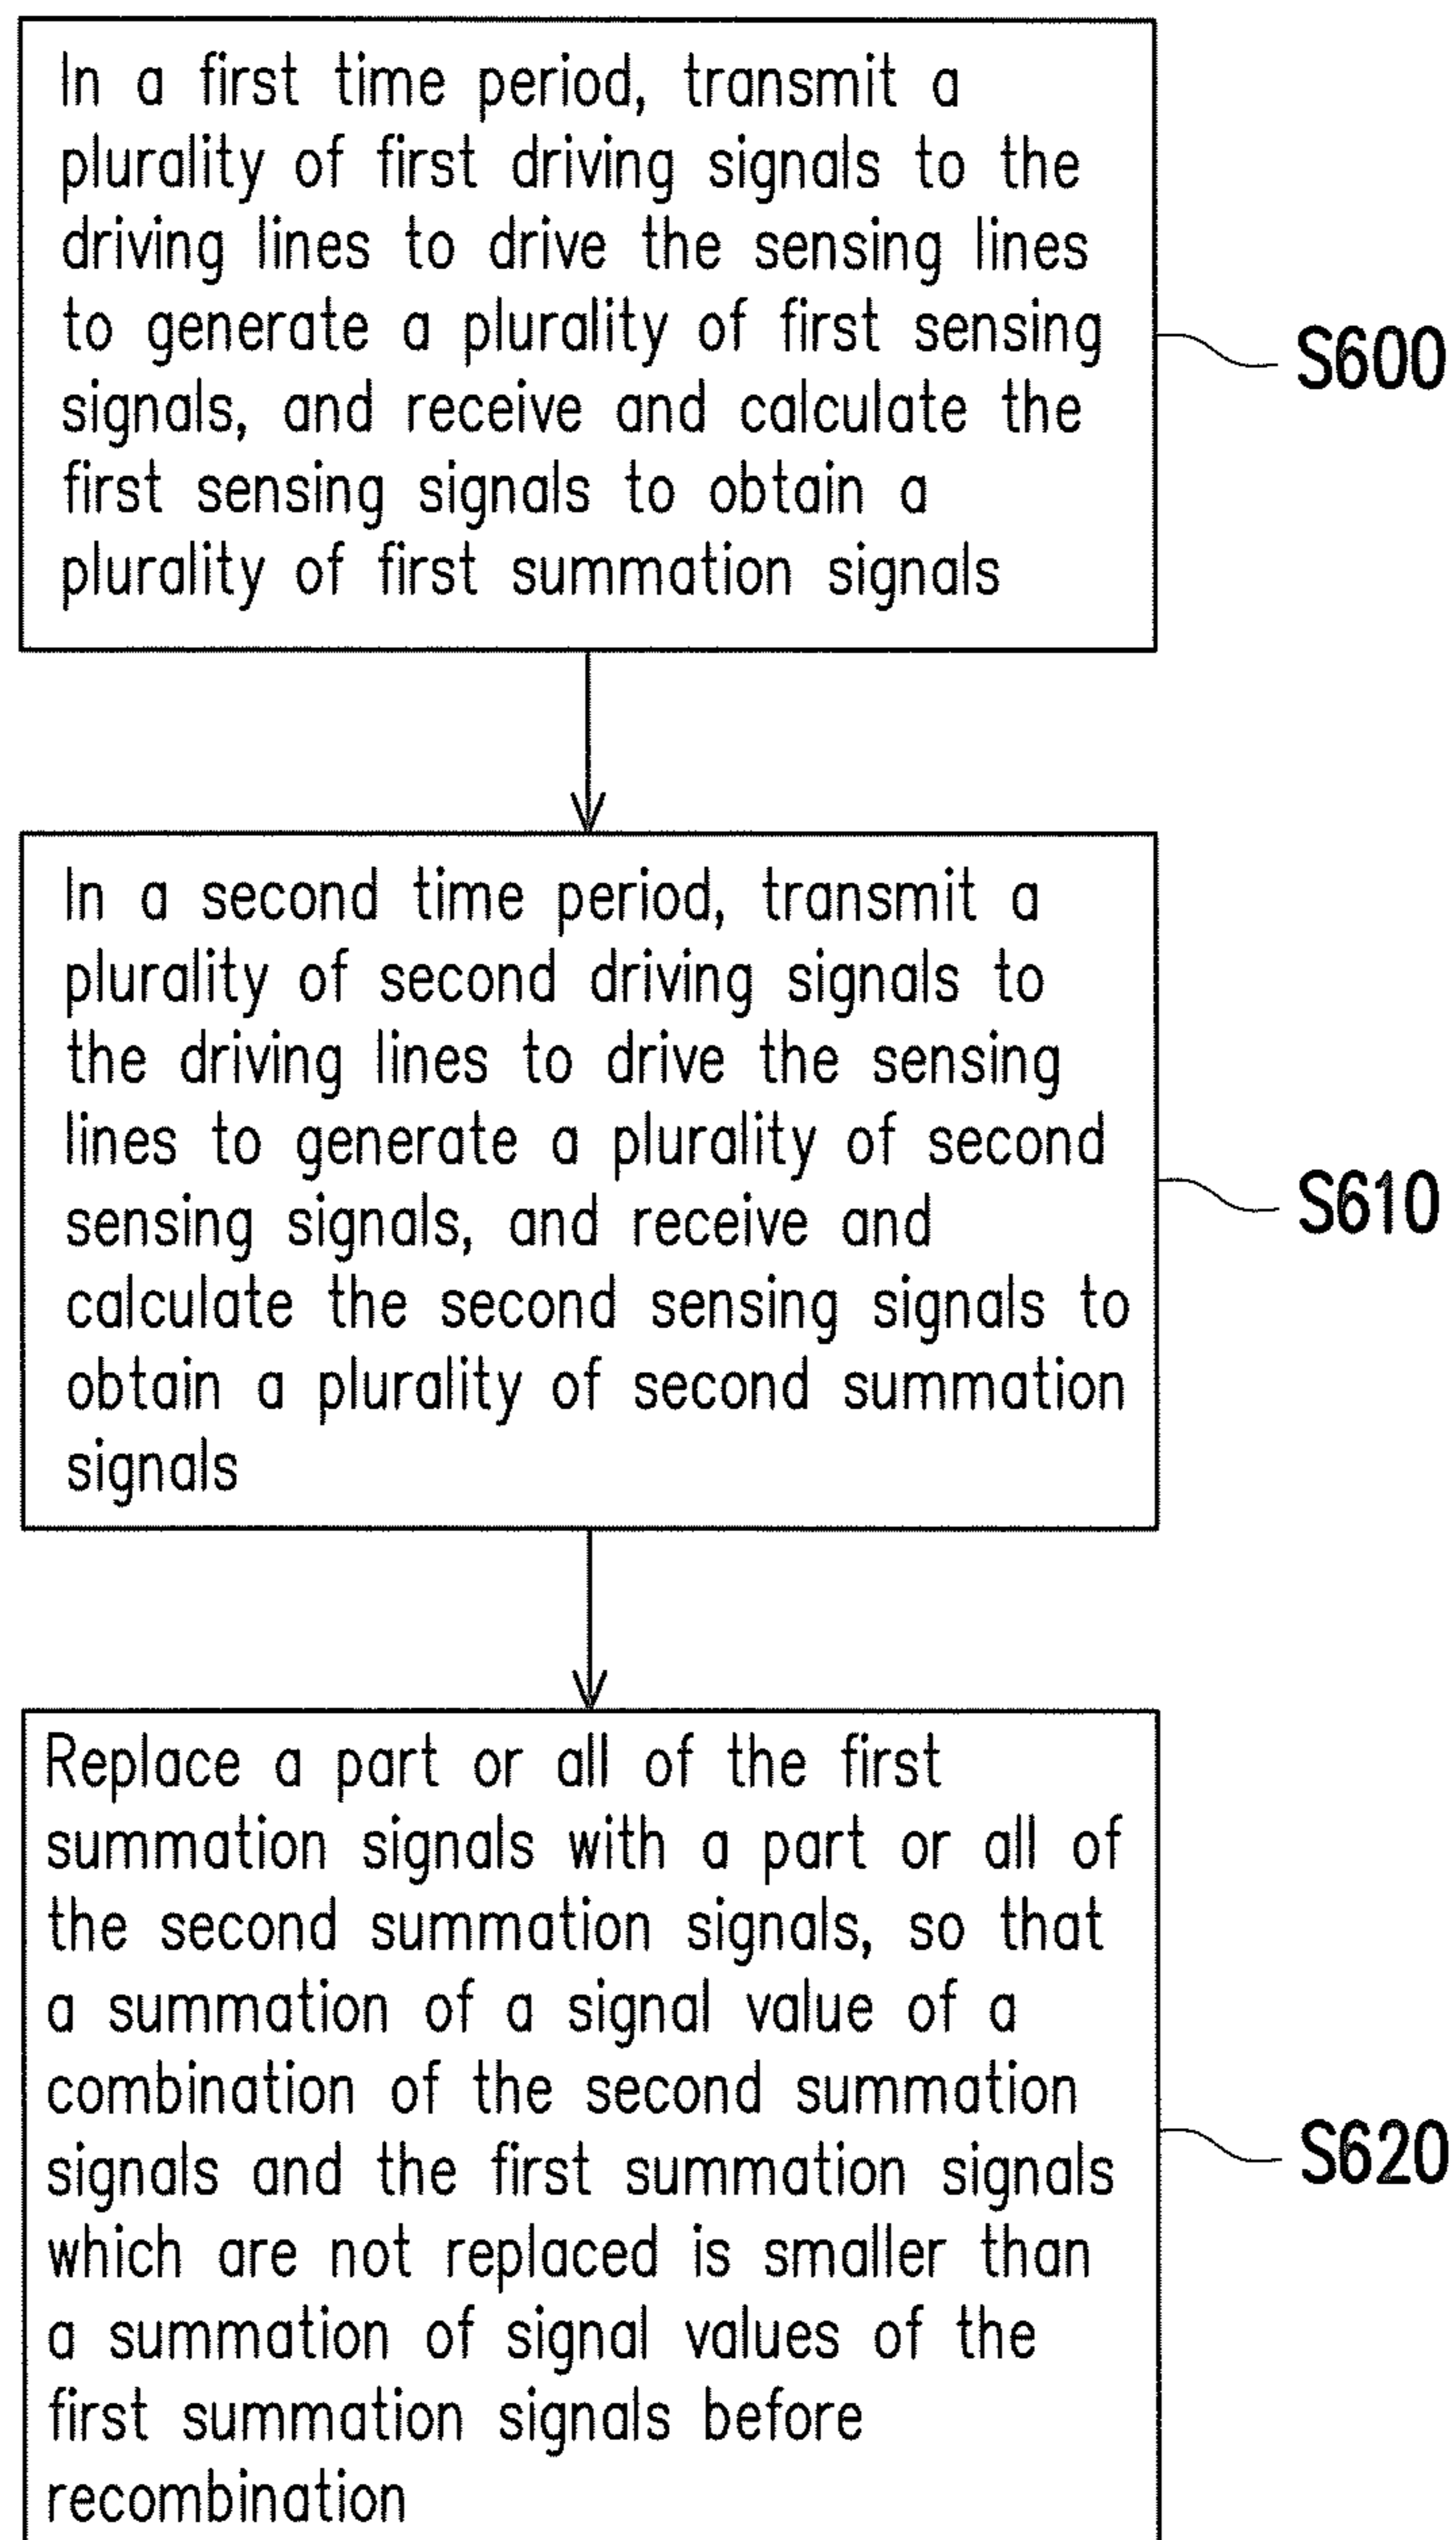 In a first time period, transmit a
plurality of first driving signals to the
driving lines to drive the sensing lines
to generate a plurality of first sensing
signals, and receive and calculate the
first sensing signals to obtain a
plurality of first summation signals
S600
In a second time period, transmit a
plurality of second driving signals to
the driving lines to drive the sensing
lines to generate a plurality of second
sensing signals, and receive and
calculate the second sensing signals to
obtain a plurality of second summation
signals
S610
Replace a part or all of the first
summation signals with a part or all of
the second summation signals, so that
a summation of a signal value of a
combination of the second summation
signals and the first summation signals
which are not replaced is smaller than
a summation of signal values of the
first summation signals before
recombination
S620